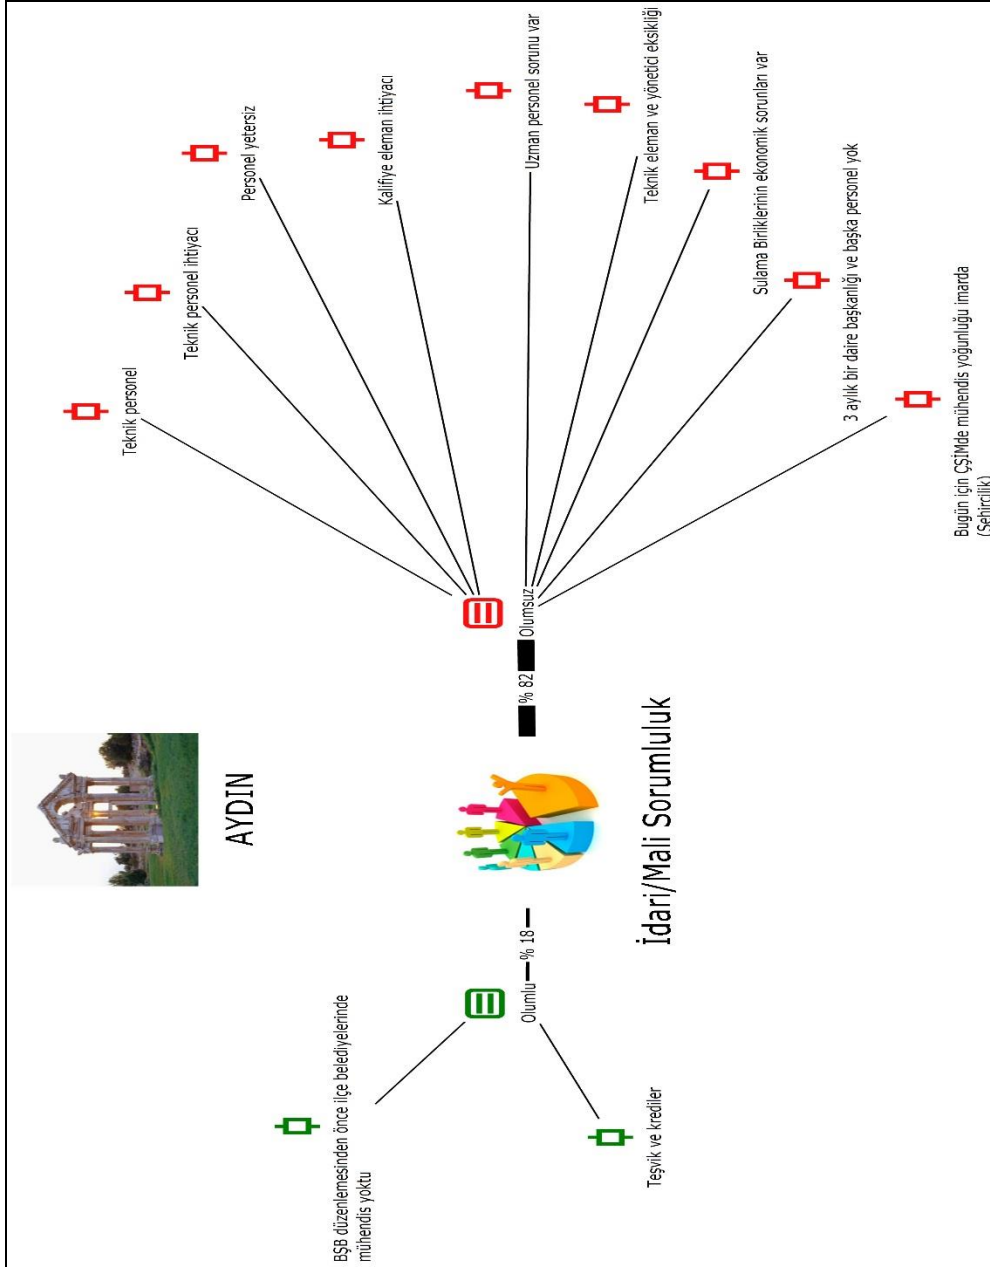 AYDIN
İdari/Mali Sorumluluk
Olumlu
% 18
BŞB düzenlemesinden önce ilçe belediyelerinde
mühendis yoktu
Teşvik ve krediler
% 82
Olumsuz
Teknik personel
Teknik personel ihtiyacı
Personel yetersiz
Kalifiye eleman ihtiyacı
Uzman personel sorunu var
Teknik eleman ve yönetici eksikliği
Sulama Birliklerinin ekonomik sorunları var
3 aylık bir daire başkanlığı ve başka personel yok
Bugün için ÇŞİMde mühendis yoğunluğu imarda
(Şehircilik)